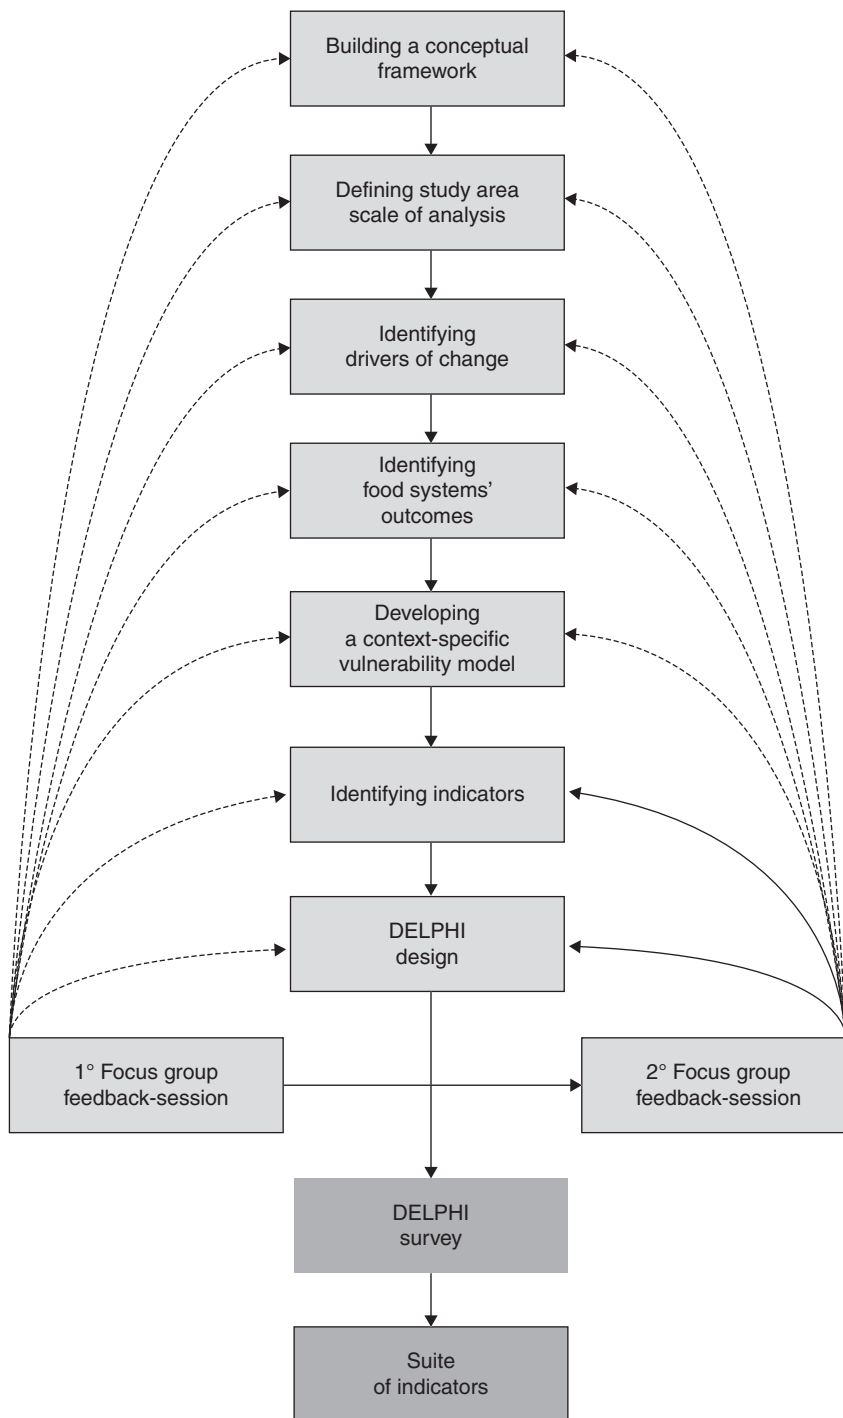 Building a conceptual
framework
Defining study area
scale of analysis
Identifying
drivers of change
Identifying
food systems’
outcomes
Developing
a context-specific
vulnerability model
Identifying indicators
DELPHI
design
1° Focus group
feedback-session
2° Focus group
feedback-session
DELPHI
survey
Suite
of indicators